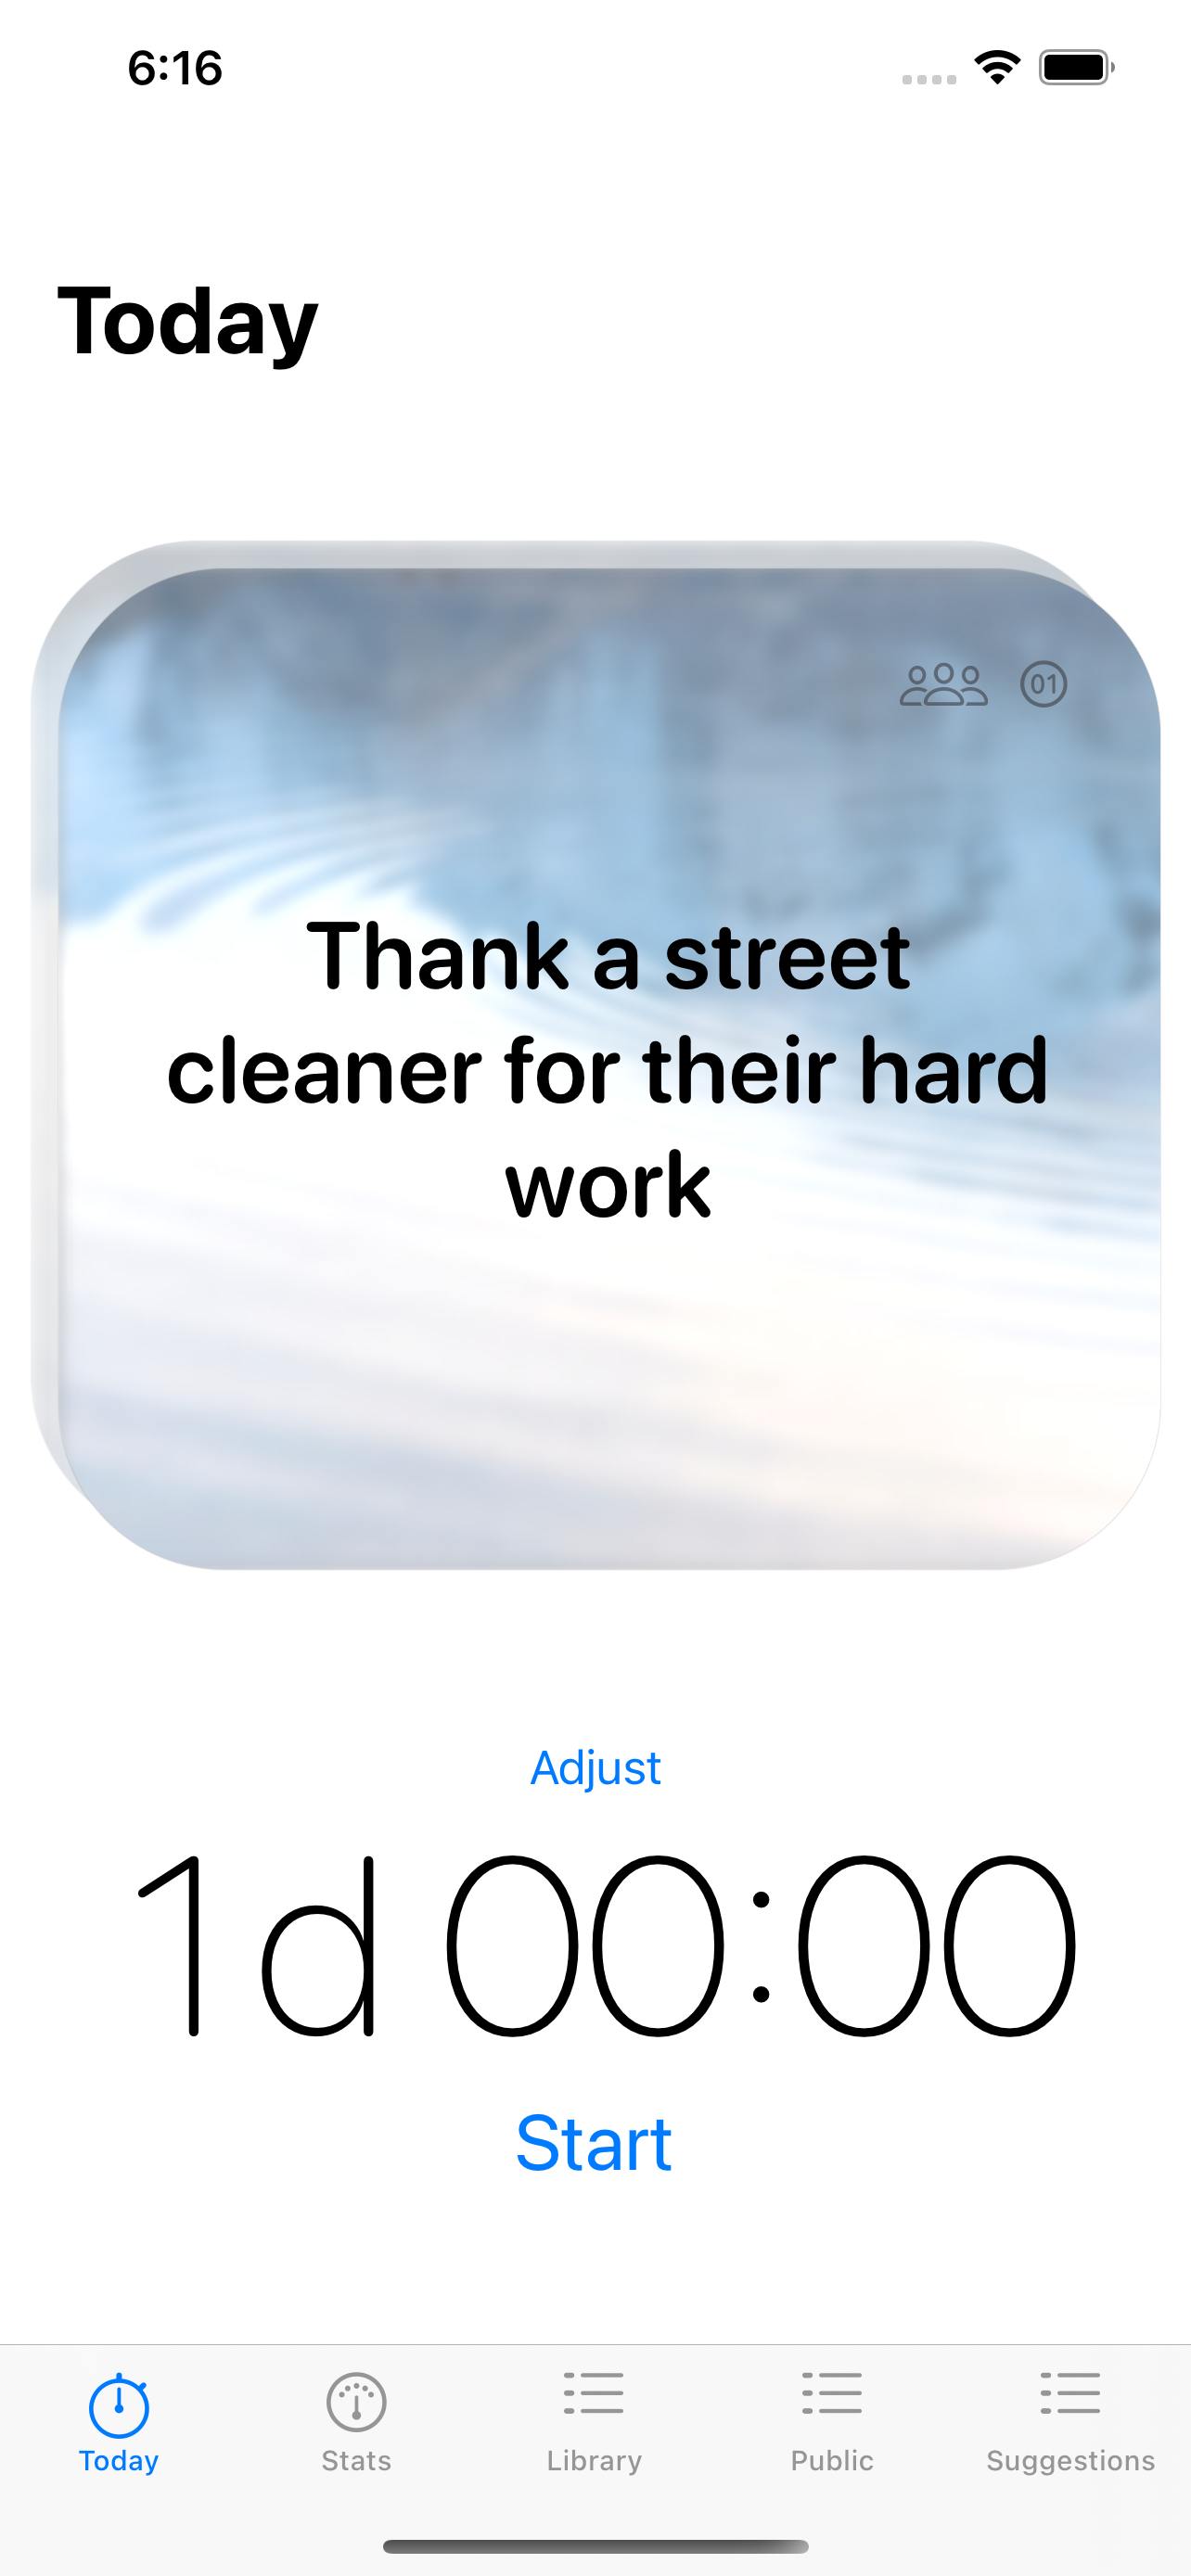 6:16
Today
01
Thank a street
cleaner for their hard
work
Adjust
1d 00:00
Start
Today
Stats
Library
Public
Suggestions